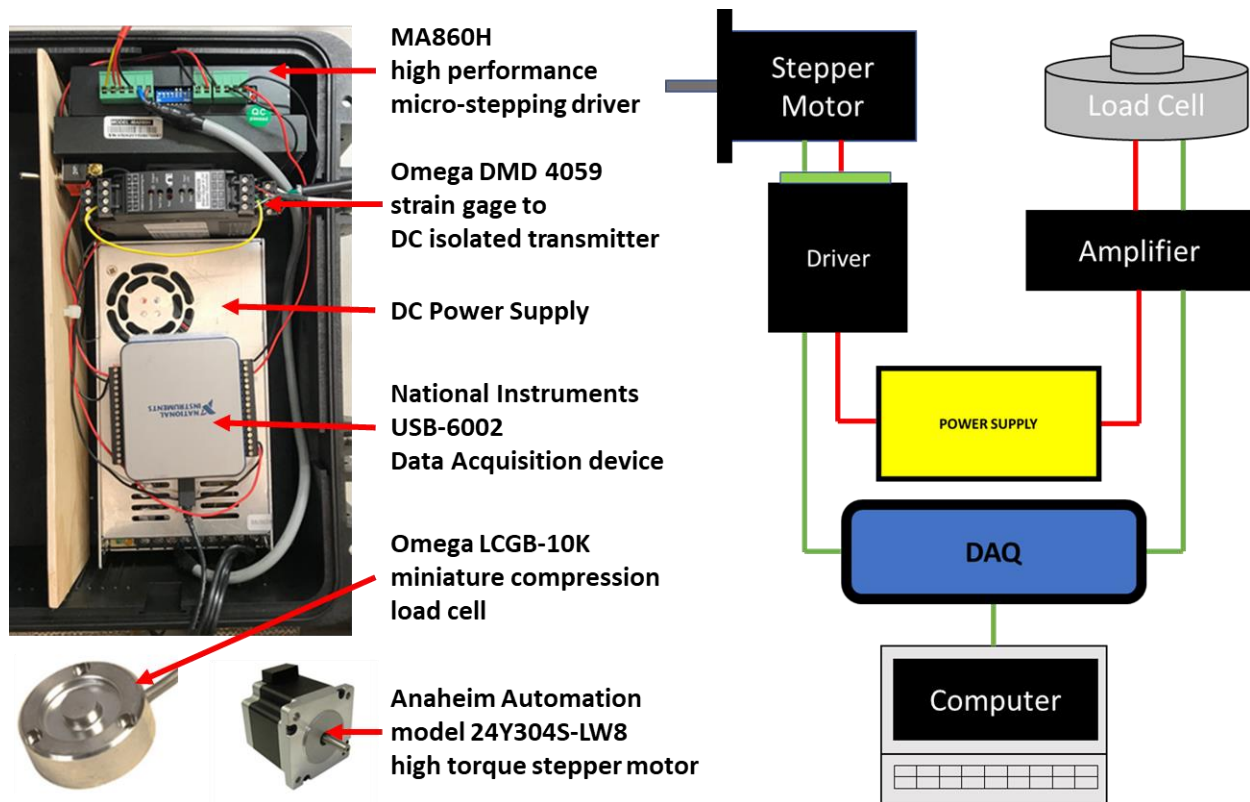 MA860H
high performance
micro-stepping driver
Omega DMD 4059
strain gage to
DC isolated transmitter
DC Power Supply
National Instruments
USB-6002
Data Acquisition device
Omega LCGB-10K
miniature compression
load cell
Anaheim Automation
model 24Y304S-LW8
high torque stepper motor
QC
NATIONAL
INSTRUMENTS
Stepper
Motor
Load Cell
Driver
Amplifier
POWER SUPPLY
DAQ
Computer